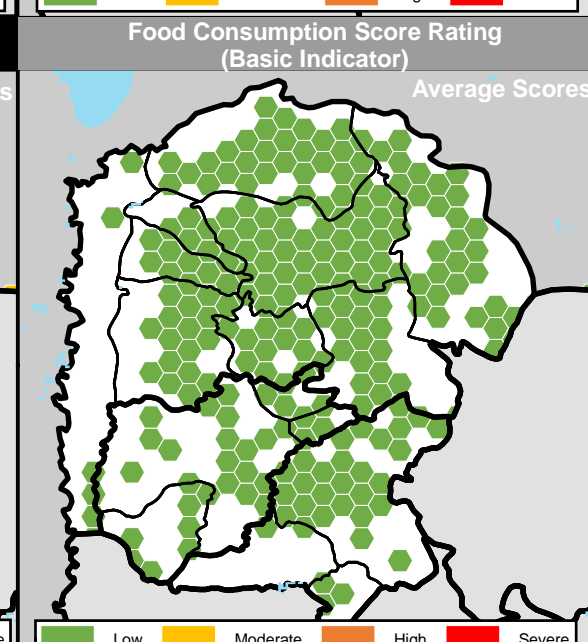 Food Consumption Score Rating
(Basic Indicator)
Average Scores
Low Moderate High Severe